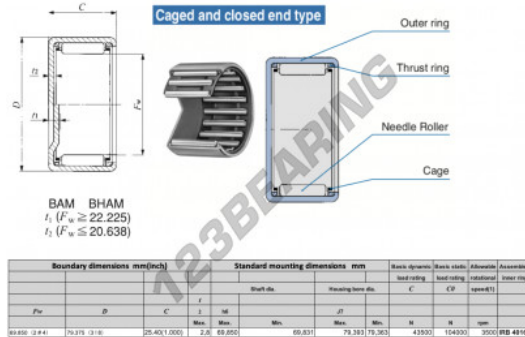 C
Caged and closed end type
Outer ring
Thrust ring
t2
D
Fw
t1
Needle Roller
Cage
BAM BHAM
t1 (Fw ≧ 22.225)
t2 (Fw ≦ 20.638)
123BEARING
Boundary dimensions mm(inch) Standard mounting dimensions mm Basic dynamic Basic static Allowable
load rating load rating rotational inner ring
Shaft dia. Housing bore dia. C C0 speed(1)
t
h6 J7
Fw D C Max. Max. Min. Max. Min. N N rpm
25.40(1.000) 2,8 69,850 69,831 79,393 79,363 43500 104000 3500 IRB